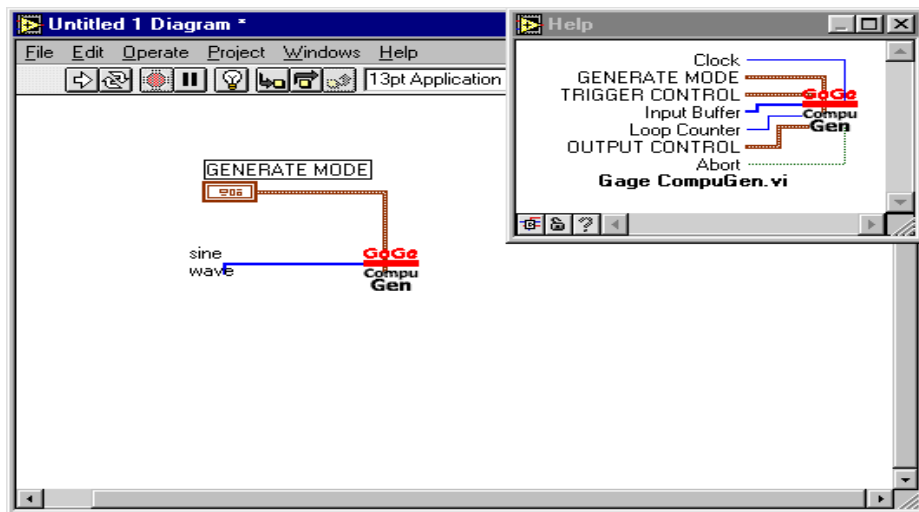 Untitled 1 Diagram *
File Edit Operate Project Windows Help
13pt Application
GENERATE MODE
sine
wave
GaGe
Compu
Gen
Help
Clock
GENERATE MODE
TRIGGER CONTROL
Input Buffer
Loop Counter
OUTPUT CONTROL
Abort
GaGe
Compu
Gen
Gage CompuGen.vi
?